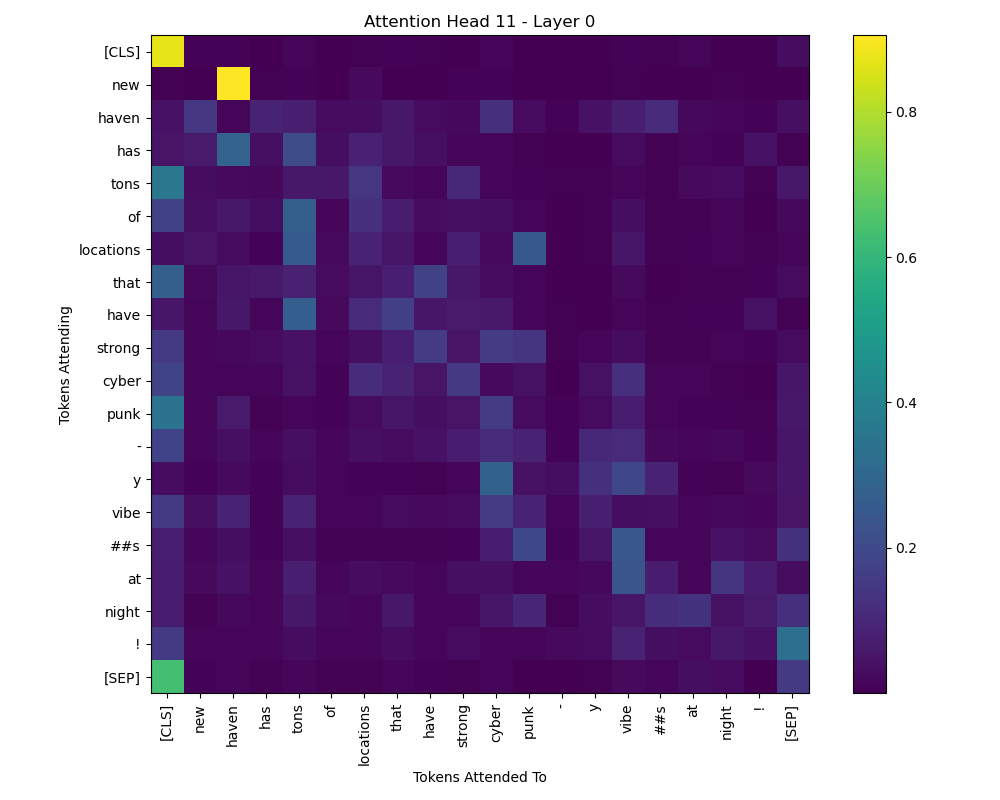 Attention Head 11 - Layer 0
[CLS]
new
haven
has
tons
of
locations
that
have
strong
cyber
punk
-
y
vibe
##s
at
night
!
[SEP]
Tokens Attending
[CLS]
new
haven
has
tons
of
locations
that
have
strong
cyber
punk
-
y
vibe
##s
at
night
!
[SEP]
Tokens Attended To
0.8
0.6
0.4
0.2